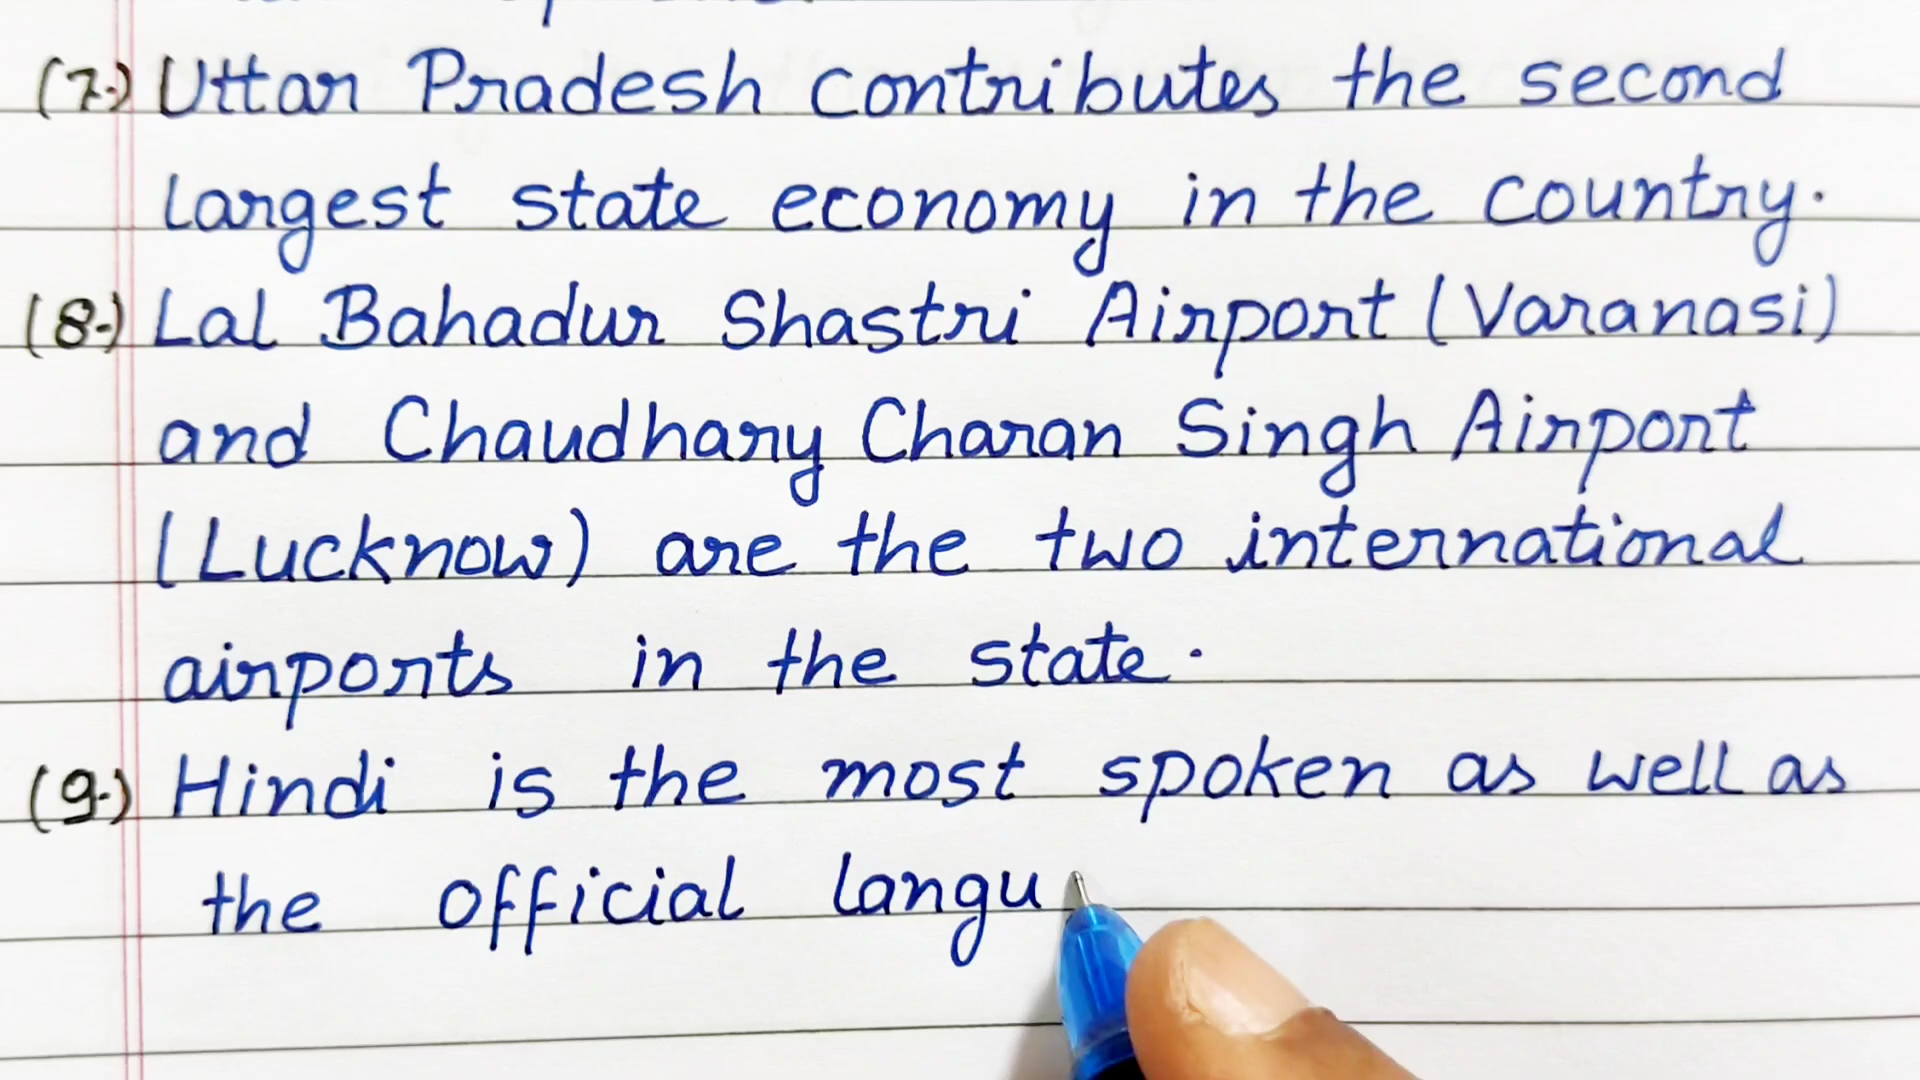 (7.) Uttar Pradesh contributes the second
largest state economy in the country.
(8.) Lal Bahadur Shastri Airport (Varanasi)
and Chaudhary Charan Singh Airport
(Lucknow) are the two international
airports in the state.
(9.) Hindi is the most spoken as well as
the official langu